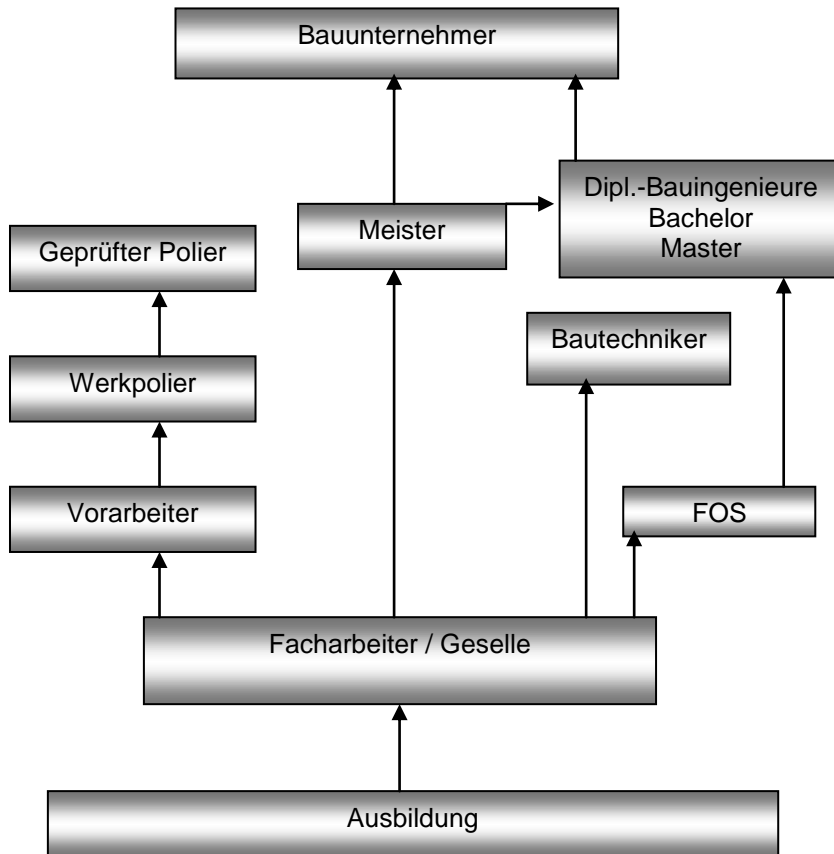 Bauunternehmer
Dipl.-Bauingenieure
Bachelor
Master
Meister
Geprüfter Polier
Bautechniker
Werkpolier
Vorarbeiter
FOS
Facharbeiter / Geselle
Ausbildung